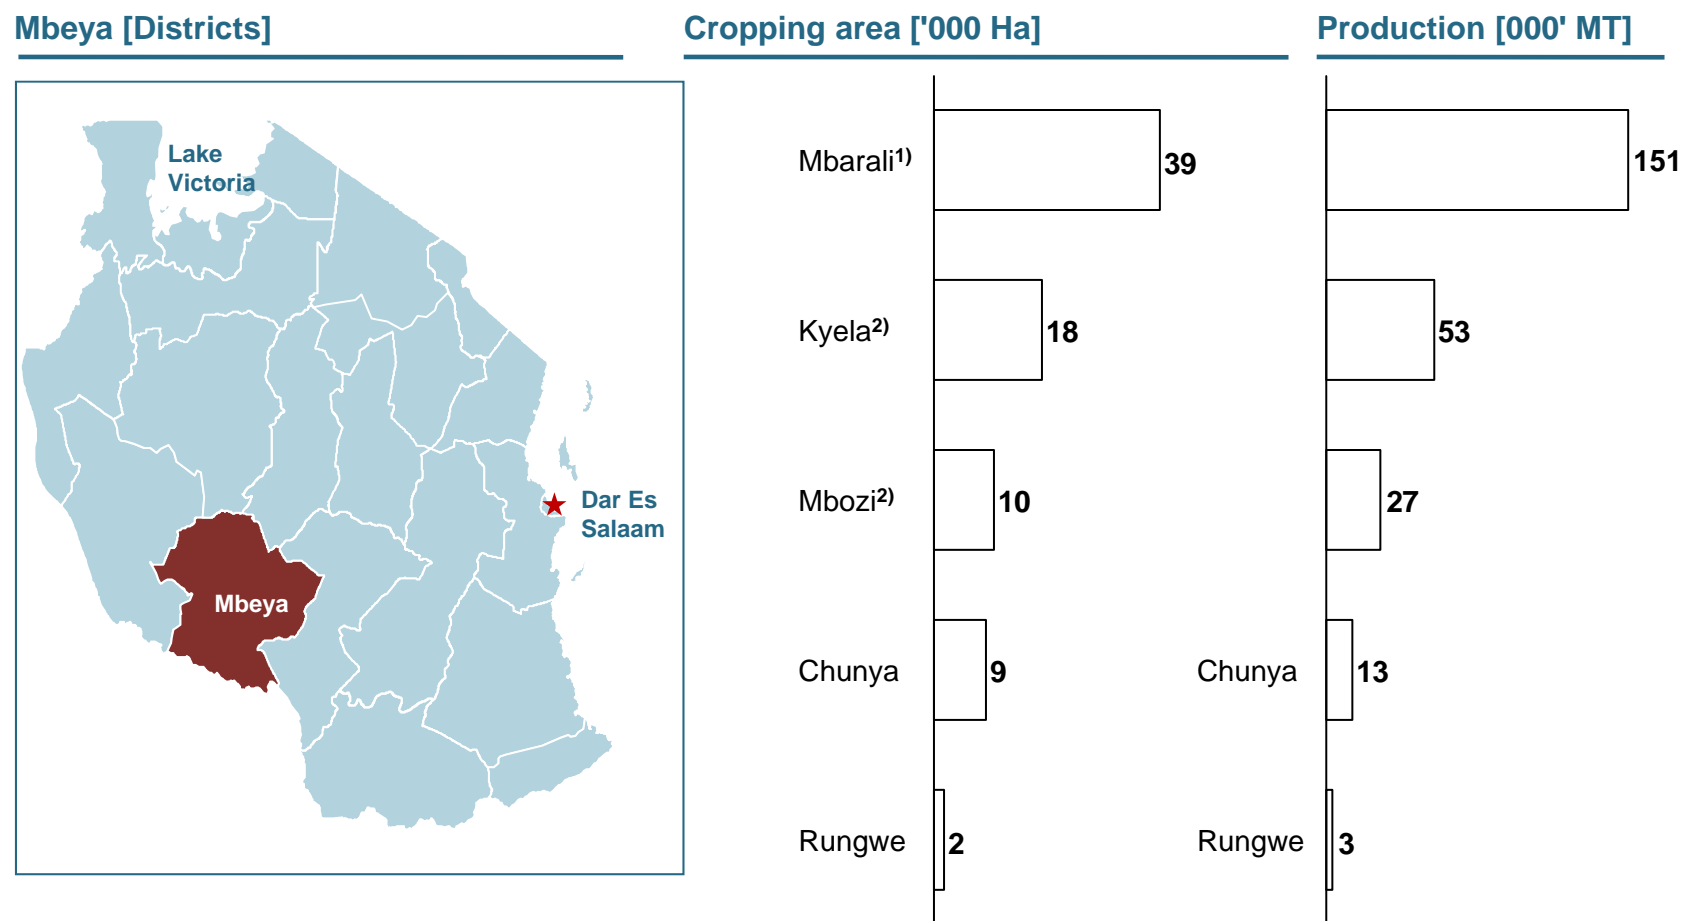 Mbeya [Districts]
Cropping area ['000 Ha]
Production [000' MT]
Lake
Victoria
Dar Es
Salaam
Mbeya
Mbarali1) 39 151
Kyela2) 18 53
Mbozi2) 10 27
Chunya 9 Chunya 13
Rungwe 2 Rungwe 3